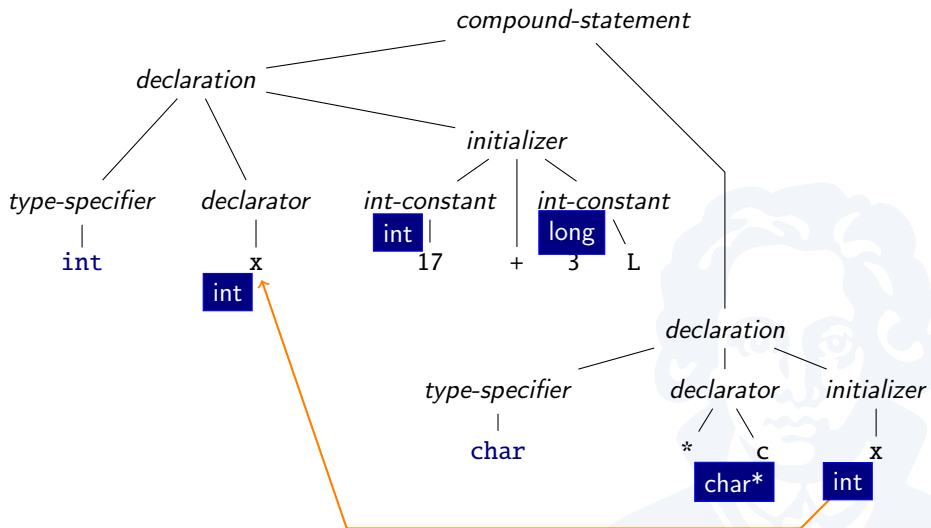 compound-statement
declaration
initializer
type-specifier declarator int-constant int-constant
int long
int x 17 + 3 L
int
declaration
type-specifier declarator initializer
char * c x
char* int